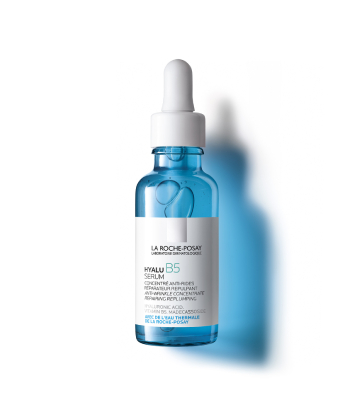 LA ROCHE-POSAY
LABORATOIRE DERMATOLOGIQUE
HYALU B5
SERUM
CONCENTRÉ ANTI-RIDES
RÉPARATEUR REPULPANT
ANTI-WRINKLE CONCENTRATE
REPAIRING REPLUMPING
HYALURONIC ACID,
VITAMIN B5, MADECASSOSIDE
AVEC DE L'EAU THERMALE
DE LA ROCHE-POSAY